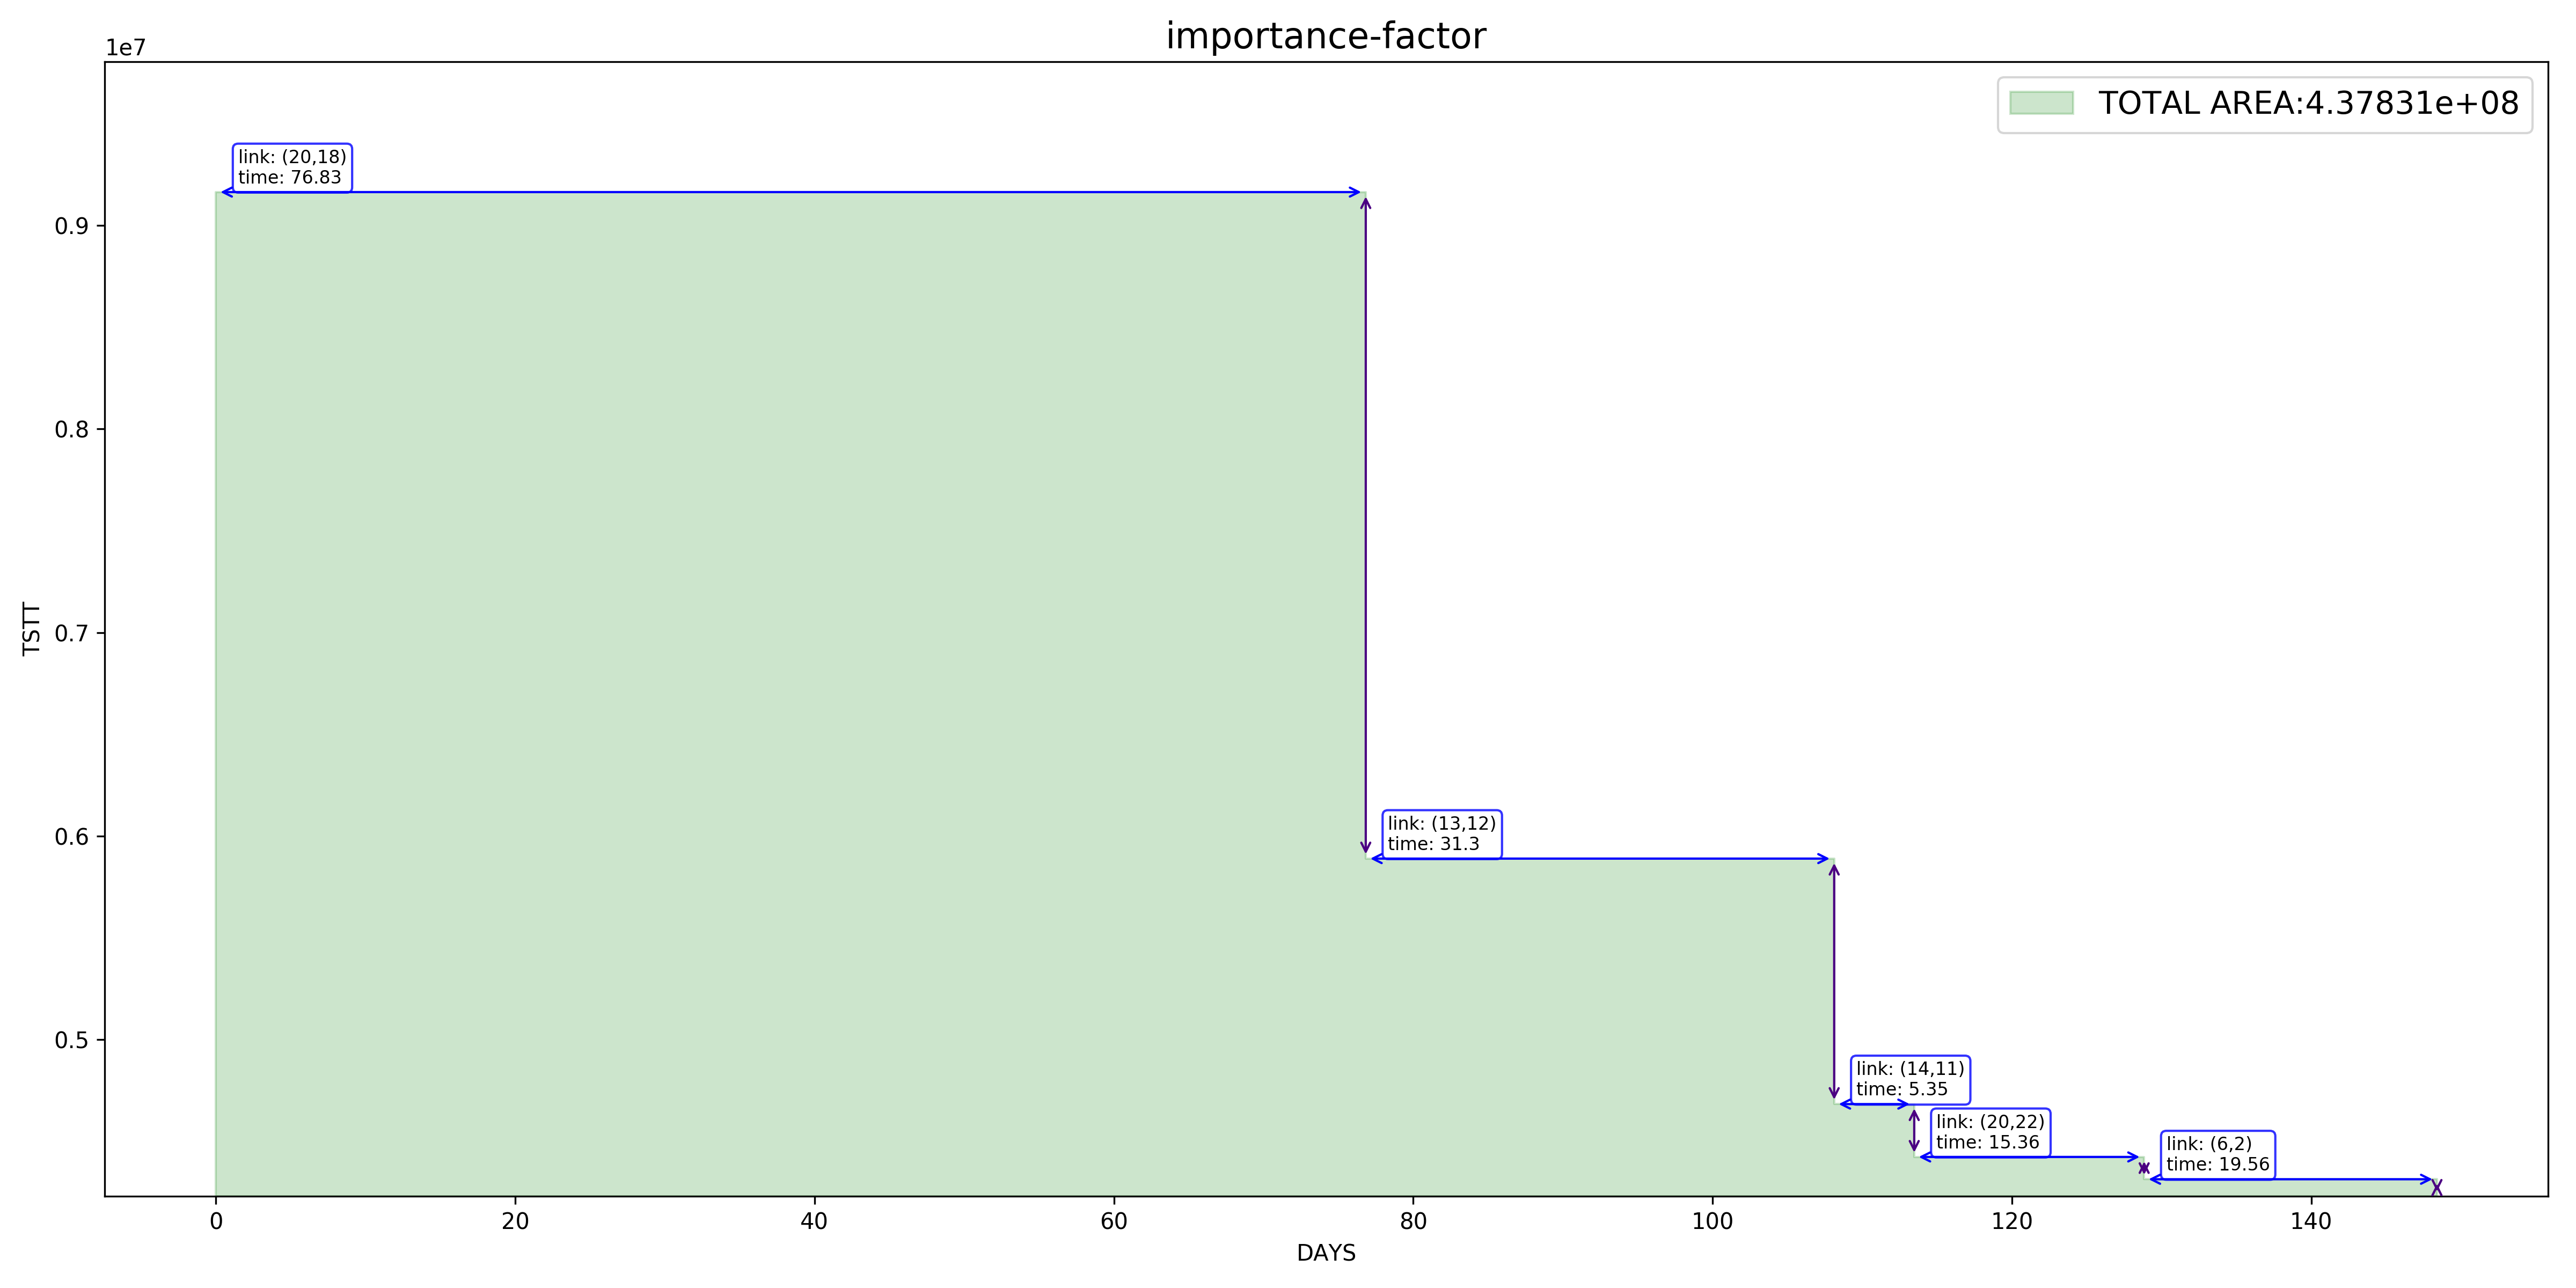 importance-factor
1e7
TOTAL AREA:4.37831e+08
link: (20,18)
time: 76.83
0.9
0.8
0.7
TSTT
0.6
link: (13,12)
time: 31.3
0.5
link: (14,11)
time: 5.35
link: (20,22)
time: 15.36
link: (6,2)
time: 19.56
0 20 40 60 80 100 120 140
DAYS